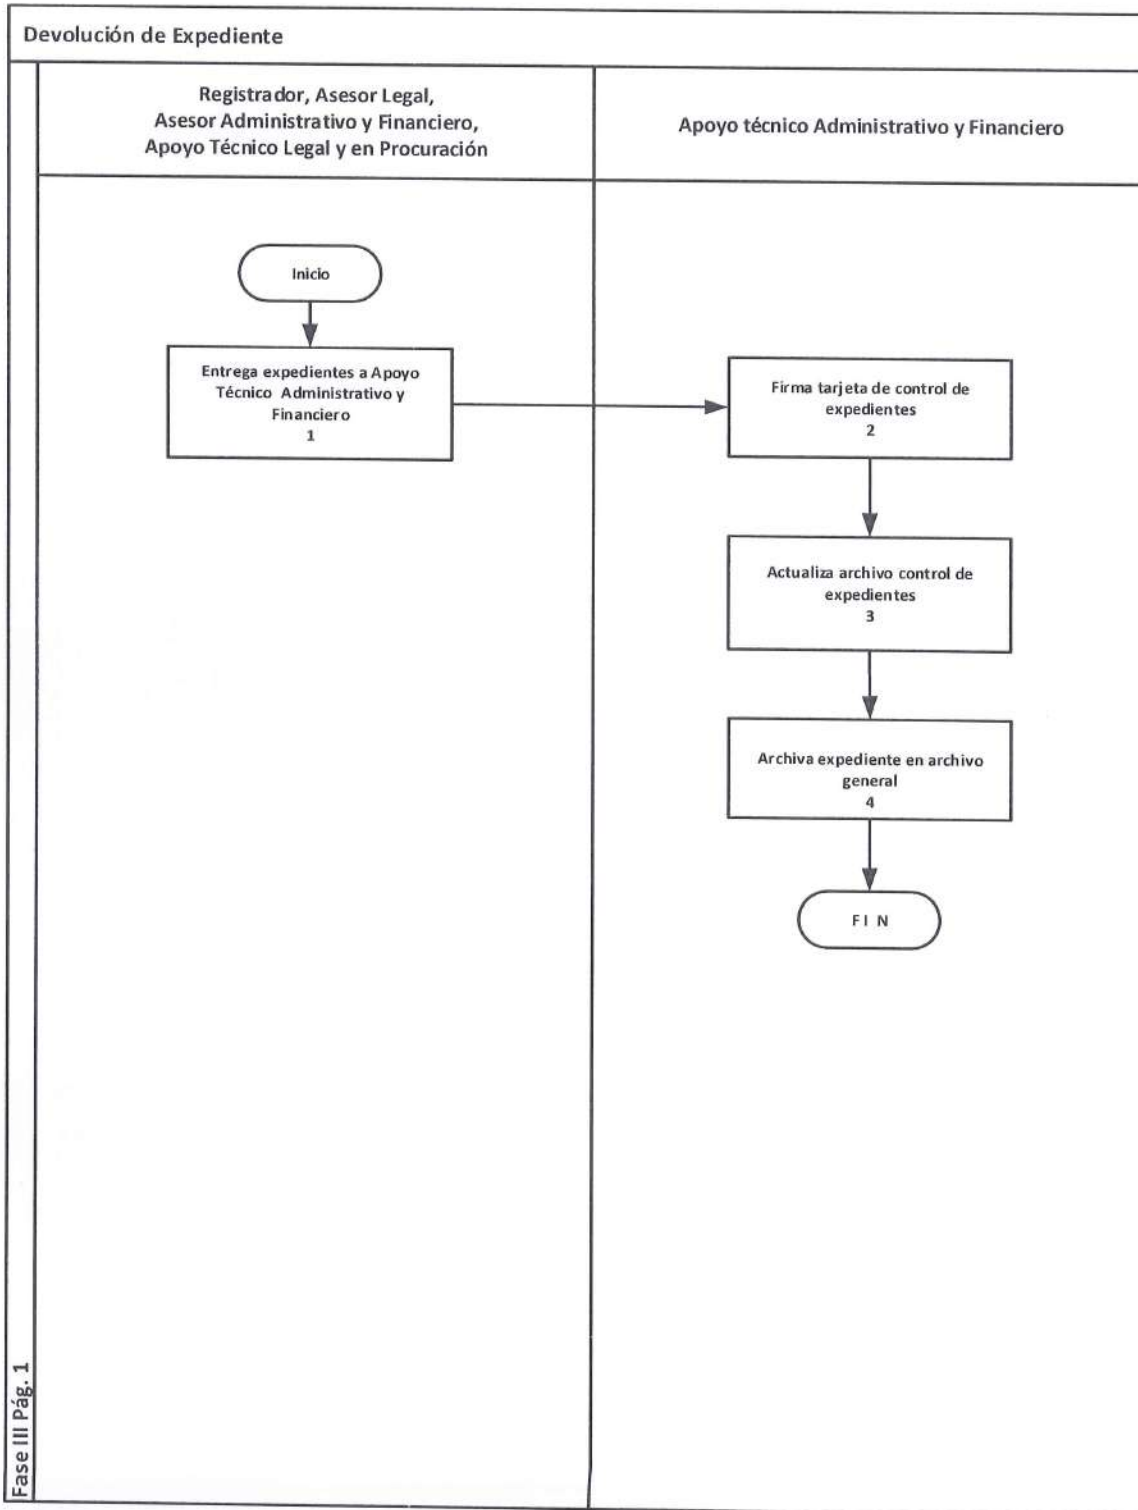 Devolución de Expediente
Registrador, Asesor Legal,
Asesor Administrativo y Financiero,
Apoyo Técnico Legal y en Procuración
Apoyo técnico Administrativo y Financiero
Inicio
Entrega expedientes a Apoyo
Técnico Administrativo y
Financiero
1
Firma tarjeta de control de
expedientes
2
Actualiza archivo control de
expedientes
3
Archiva expediente en archivo
general
4
F I N
Fase III Pág. 1